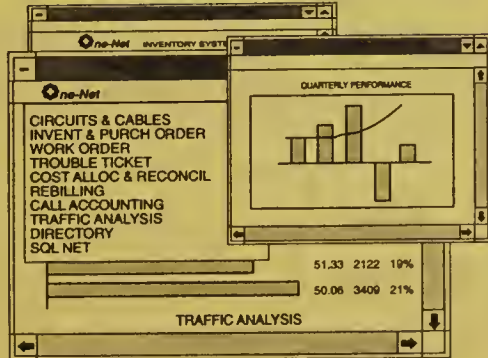 One-Net INVENTORY SYSTE
One-Net
CIRCUITS & CABLES
INVENT & PURCH ORDER
WORK ORDER
TROUBLE TICKET
COST ALLOC & RECONCIL
REBILLING
CALL ACCOUNTING
TRAFFIC ANALYSIS
DIRECTORY
SQL NET
QUARTERLY PERFORMANCE
51.33 2122 19%
50.06 3409 21%
TRAFFIC ANALYSIS